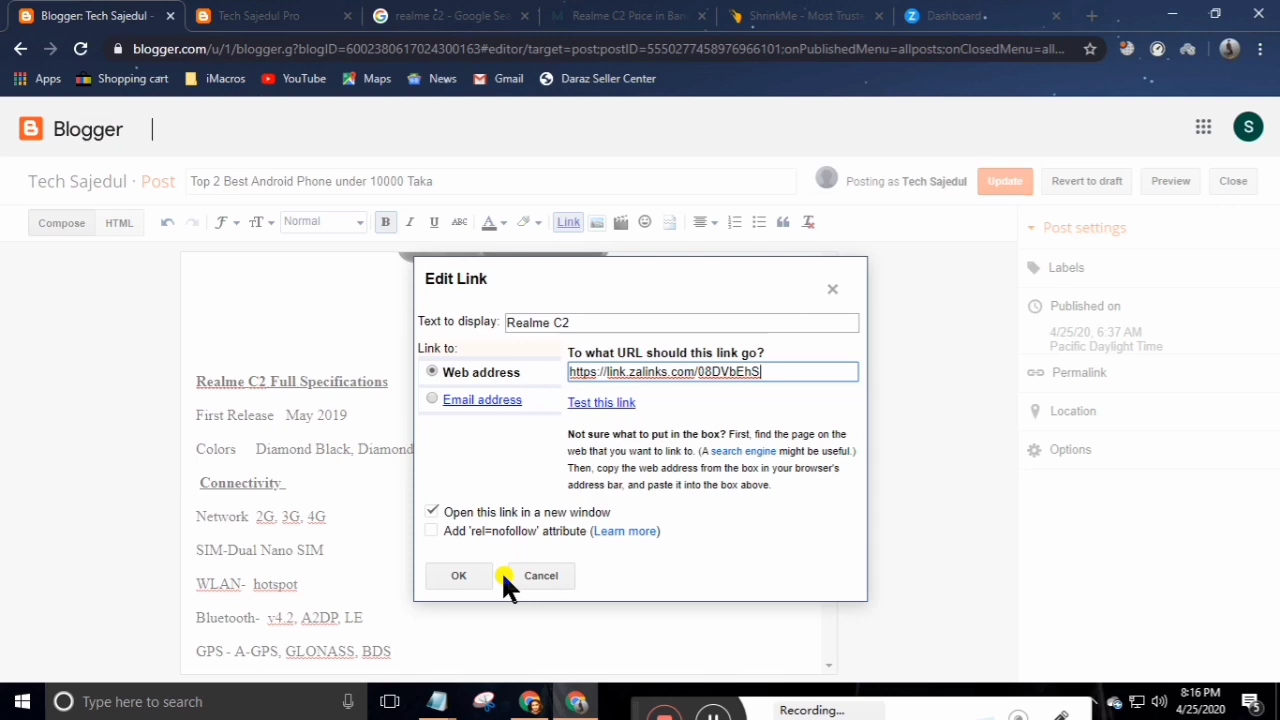 Blogger: Tech Sajedul -
Tech Sajedul Pro
realme c2 - Google Sea
Realme C2 Price in Ban
ShrinkMe - Most Truste
Dashboard
blogger.com/u/1/blogger.g?blogID=6002380617024300163#editor/target=post;postID=5550277458976966101;onPublishedMenu=allposts;onClosedMenu=all...
Apps Shopping cart iMacros YouTube Maps News Gmail Daraz Seller Center
Blogger
S
Tech Sajedul · Post Top 2 Best Android Phone under 10000 Taka Posting as Tech Sajedul Update Revert to draft Preview Close
Compose HTML Normal B I U ABC A Link
Post settings
Labels
Published on
4/25/20, 6:37 AM
Pacific Daylight Time
Permalink
Location
Options
Realme C2 Full Specifications
First Release May 2019
Colors Diamond Black, Diamond
Connectivity
Network 2G, 3G, 4G
SIM-Dual Nano SIM
WLAN- hotspot
Bluetooth- v4.2, A2DP, LE
GPS - A-GPS, GLONASS, BDS
Edit Link
Text to display: Realme C2
Link to:
Web address
Email address
To what URL should this link go?
https://link.zalinks.com/08DVbEhS
Test this link
Not sure what to put in the box? First, find the page on the
web that you want to link to. (A search engine might be useful.)
Then, copy the web address from the box in your browser's
address bar, and paste it into the box above.
Open this link in a new window
Add 'rel=nofollow' attribute (Learn more)
OK Cancel
Type here to search
Recording...
8:16 PM
4/25/2020
5